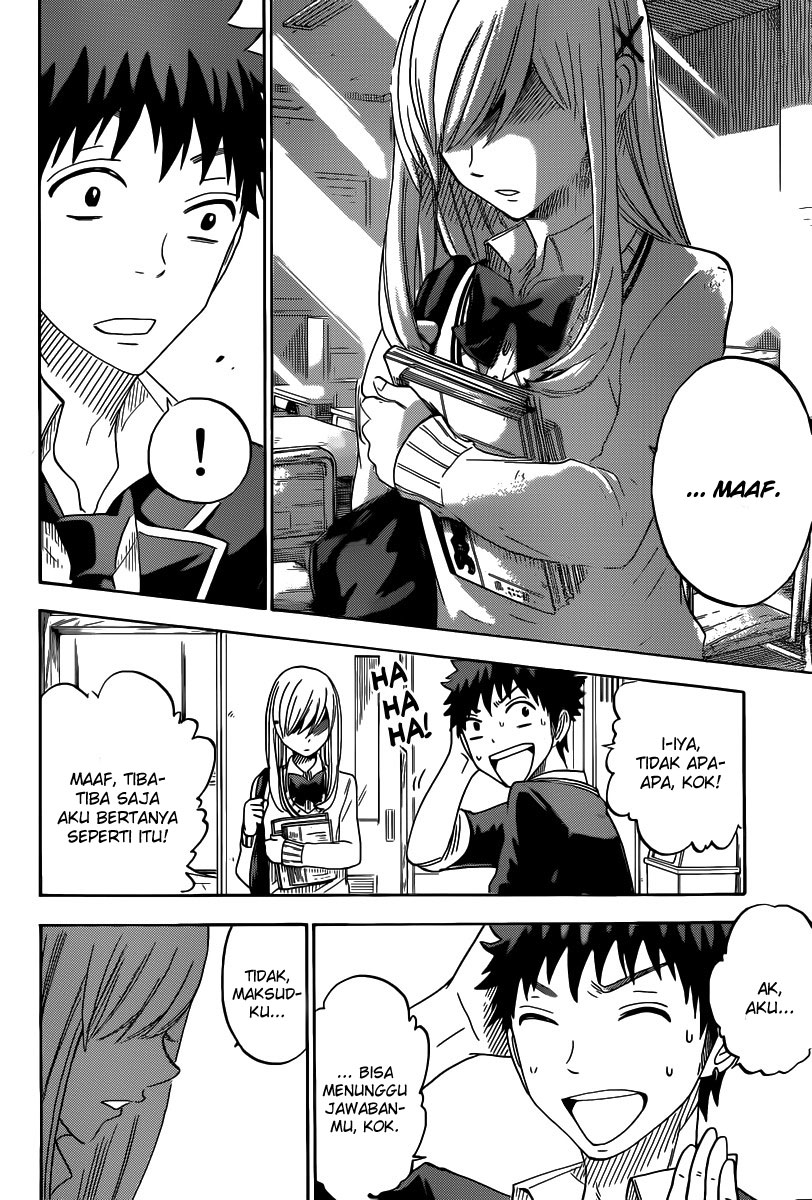 ... MAAF.
!
I-IYA,
TIDAK APA-
APA, KOK!
HA
HA
HA!
MAAF, TIBA-
TIBA SAJA
AKU BERTANYA
SEPERTI ITU!
AK,
AKU...
... BISA
MENUNGGU
JAWABAN-
MU, KOK.
TIDAK,
MAKSUD-
KU...